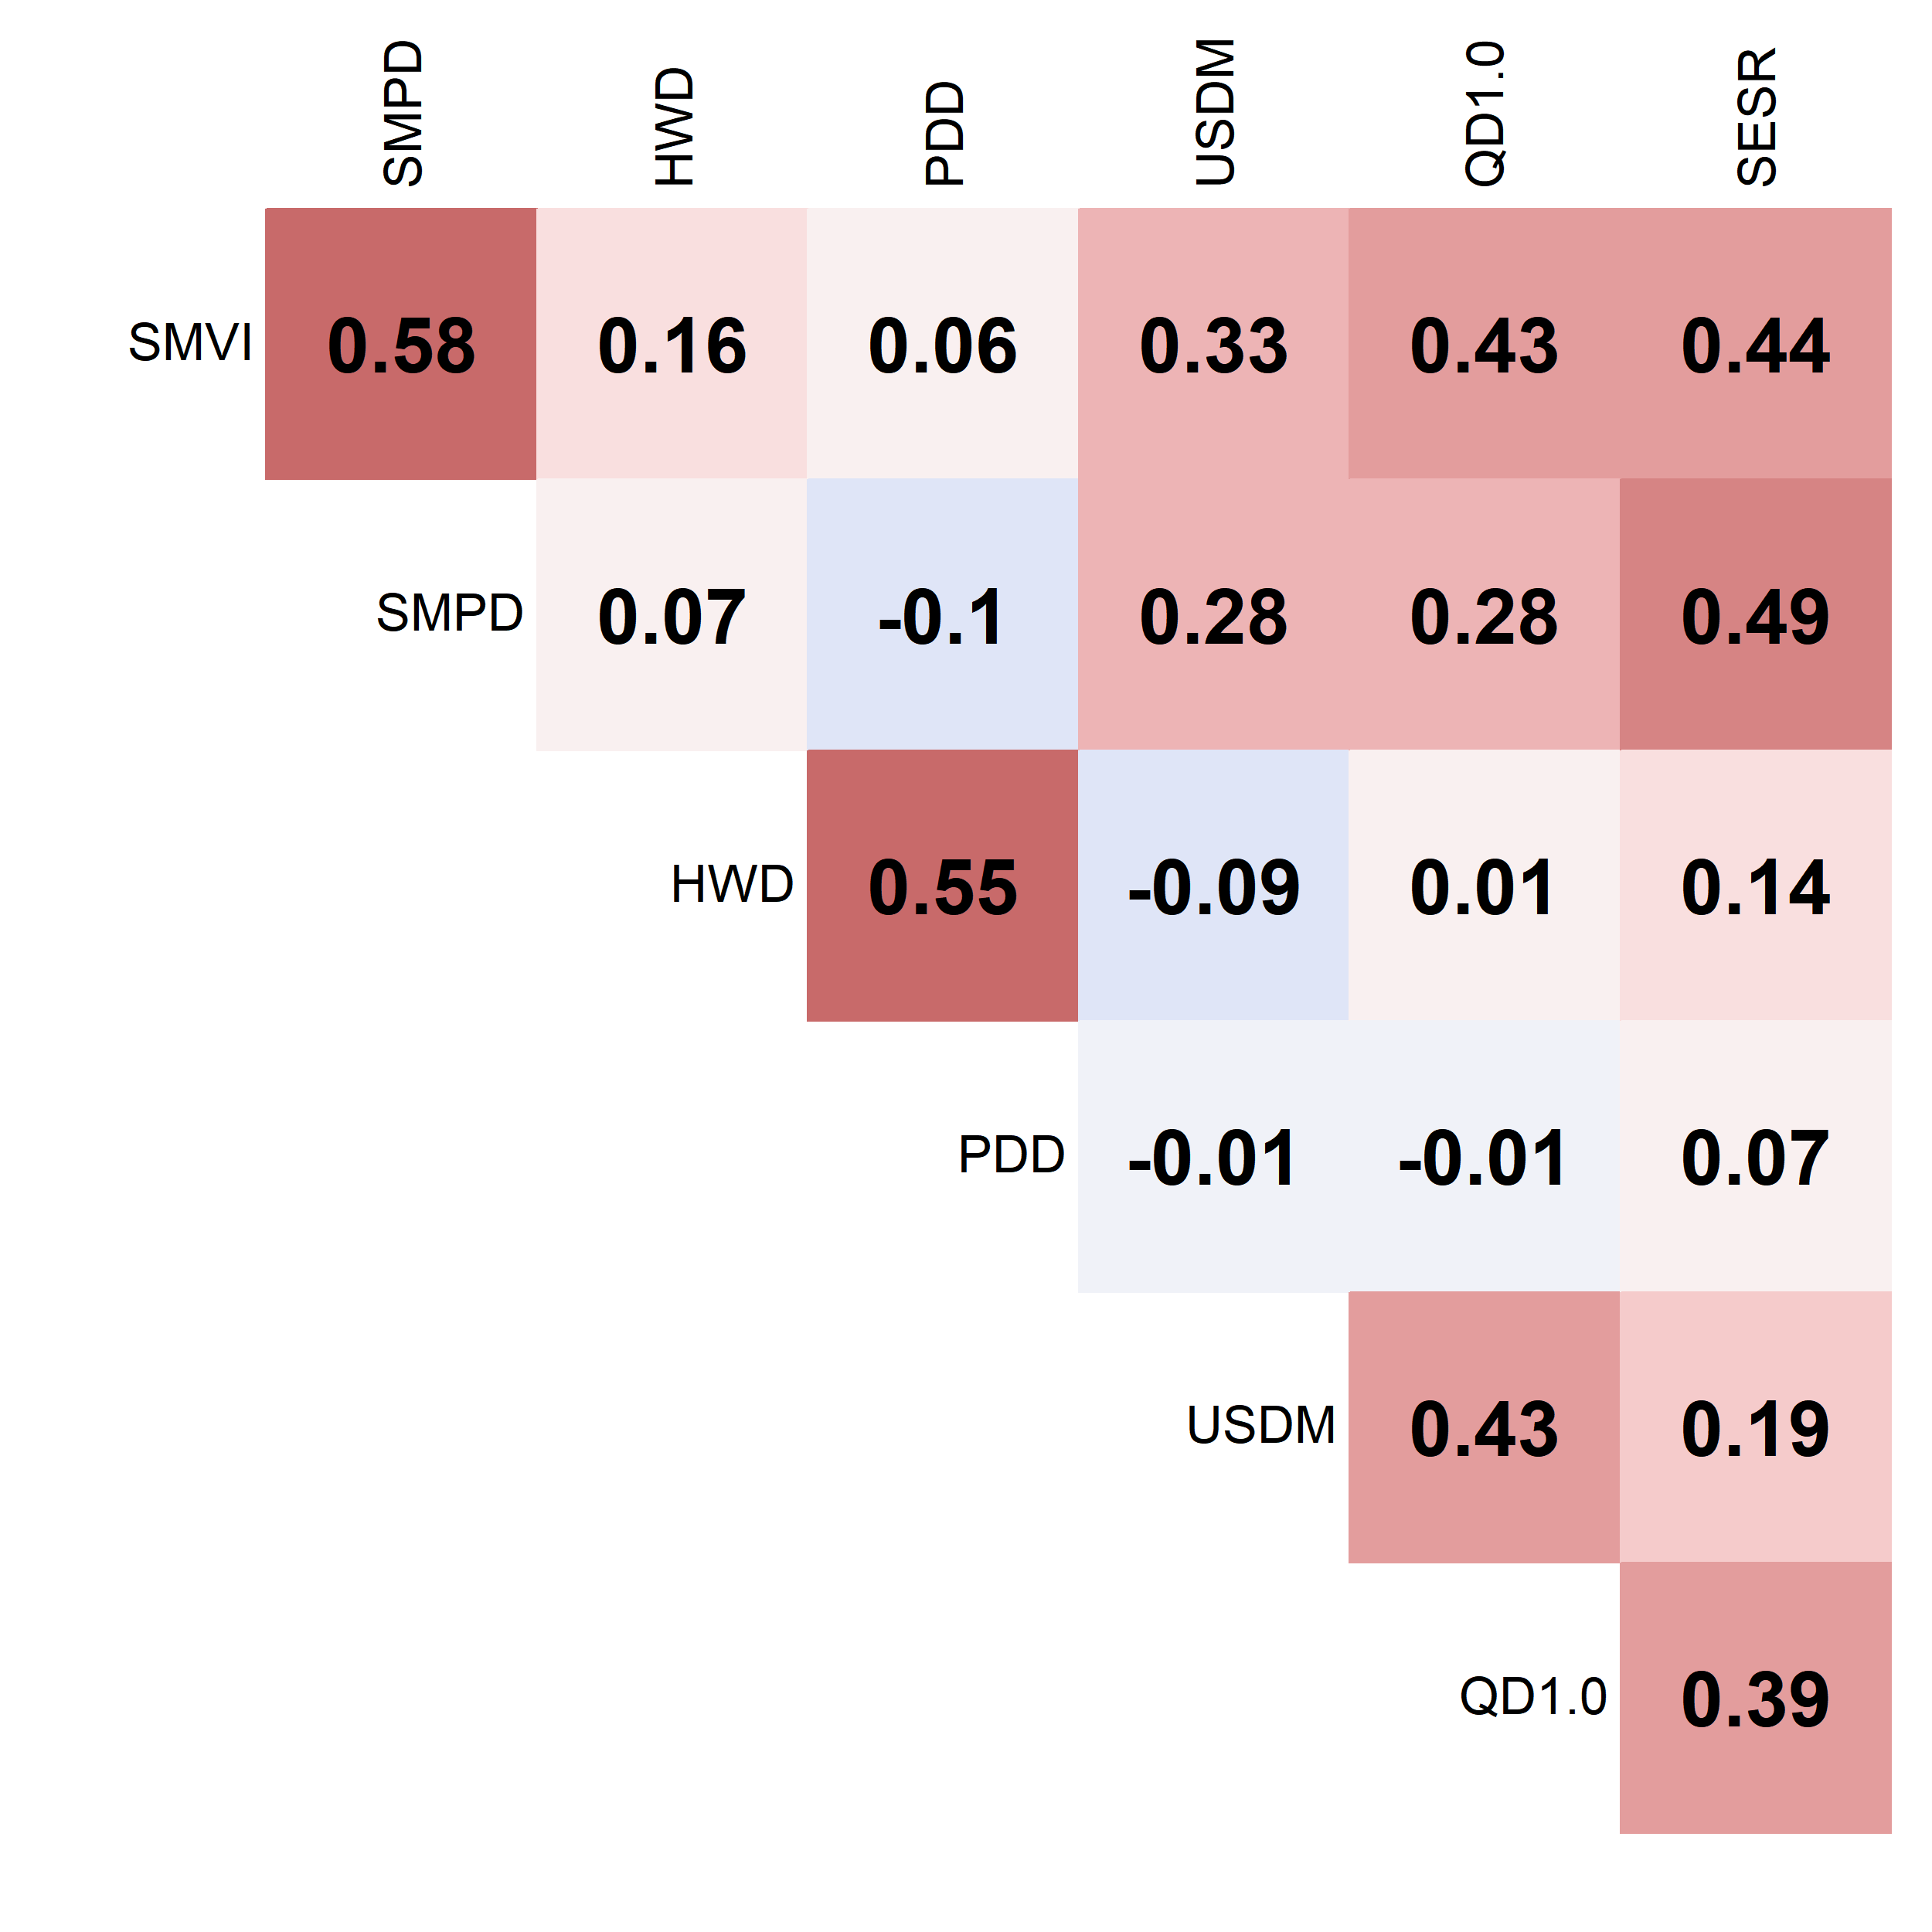 SMPD HWD PDD USDM QD1.0 SESR
SMVI 0.58 0.16 0.06 0.33 0.43 0.44
SMPD 0.07 -0.1 0.28 0.28 0.49
HWD 0.55 -0.09 0.01 0.14
PDD -0.01 -0.01 0.07
USDM 0.43 0.19
QD1.0 0.39